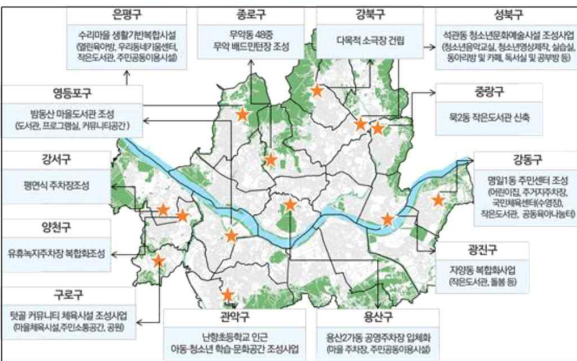 은평구
수리마을 생활기반복합시설
(열린육아방, 우리동네키움센터,
작은도서관, 주민공동이용시설)
종로구
무악동 48중
무악 배드민턴장 조성
강북구
다목적 소극장 건립
성북구
석관동 청소년문화예술시설 조성사업
(청소년음악교실, 청소년영상제작, 실습실,
동아리방 및 카페, 독서실 및 공부방 등)
영등포구
밤동산 마을도서관 조성
(도서관, 프로그램실, 커뮤니티공간)
중랑구
묵2동 작은도서관 신축
강서구
평면식 주차장조성
강동구
명일1동 주민센터 조성
(어린이집, 주거지주차장,
국민체육센터(수영장),
작은도서관, 공동육아나눔터)
양천구
유휴녹지주차장 복합화조성
광진구
자양동 복합화사업
(작은도서관, 돌봄 등)
구로구
텃골 커뮤니티 체육시설 조성사업
(마을체육시설,주민소통공간, 공원)
관악구
난향초등학교 인근
아동·청소년 학습·문화공간 조성사업
용산구
용산2가동 공영주차장 입체화
(마을 주차장, 주민공동이용시설)